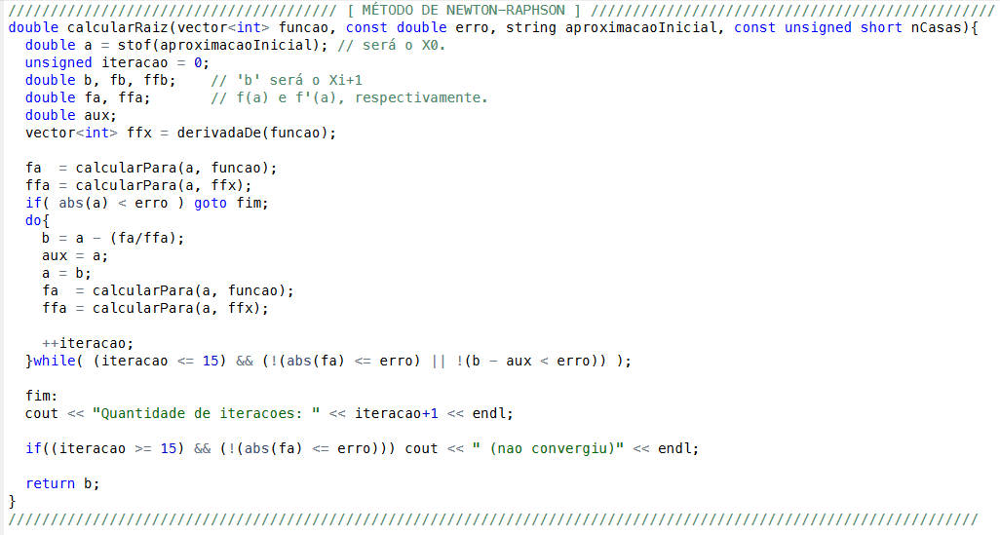 /////////////////////////////////////// [ MÉTODO DE NEWTON-RAPHSON ] ////////////////////////////////////////////////
double calcularRaiz(vector<int> funcao, const double erro, string aproximacaoInicial, const unsigned short nCasas){
  double a = stof(aproximacaoInicial); // será o X0.
  unsigned iteracao = 0;
  double b, fb, ffb;    // 'b' será o Xi+1
  double fa, ffa;       // f(a) e f'(a), respectivamente.
  double aux;
  vector<int> ffx = derivadaDe(funcao);

  fa  = calcularPara(a, funcao);
  ffa = calcularPara(a, ffx);
  if( abs(a) < erro ) goto fim;
  do{
    b = a - (fa/ffa);
    aux = a;
    a = b;
    fa  = calcularPara(a, funcao);
    ffa = calcularPara(a, ffx);

    ++iteracao;
  }while( (iteracao <= 15) && (!(abs(fa) <= erro) || !(b - aux < erro)) );

  fim:
  cout << "Quantidade de iteracoes: " << iteracao+1 << endl;

  if((iteracao >= 15) && (!(abs(fa) <= erro))) cout << " (nao convergiu)" << endl;

  return b;
}
///////////////////////////////////////////////////////////////////////////////////////////////////////////////////